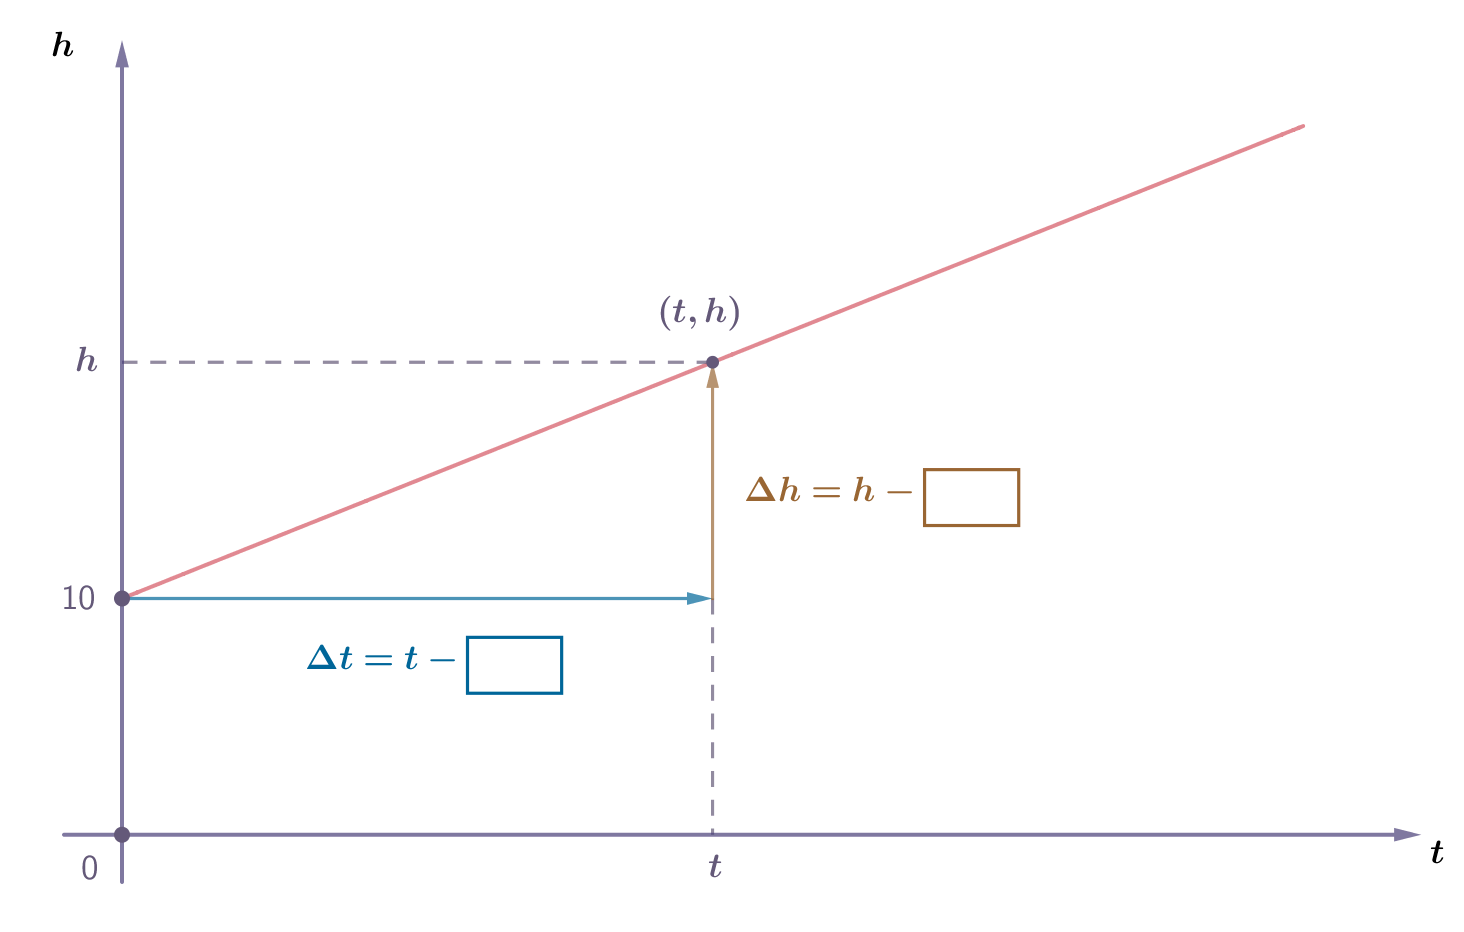 h
(t, h)
h
Δh = h −
10
Δt = t −
t
0
t